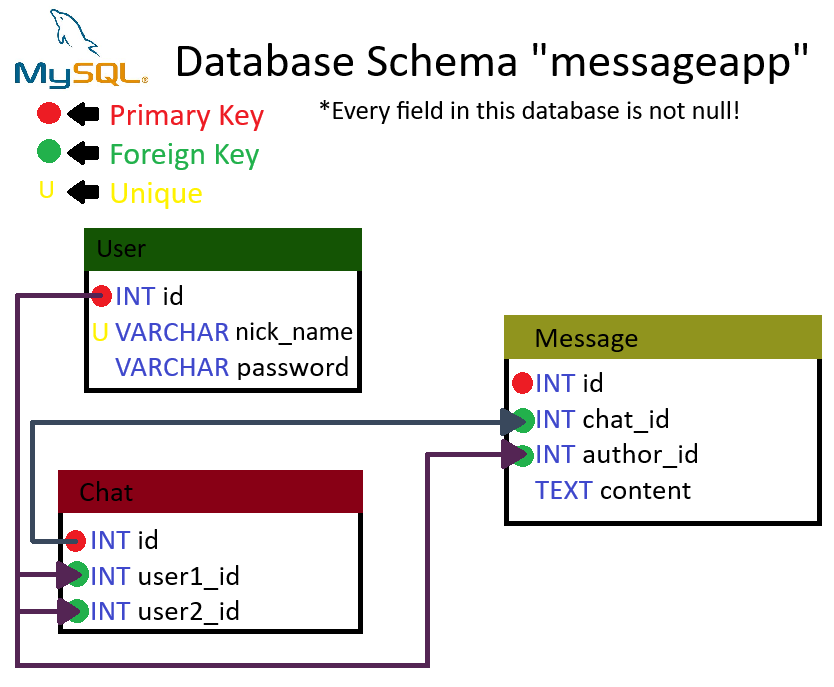 MySQL®
Database Schema "messageapp"
*Every field in this database is not null!
Primary Key
Foreign Key
U Unique
User
INT id
U VARCHAR nick_name
VARCHAR password
Message
INT id
INT chat_id
INT author_id
TEXT content
Chat
INT id
INT user1_id
INT user2_id